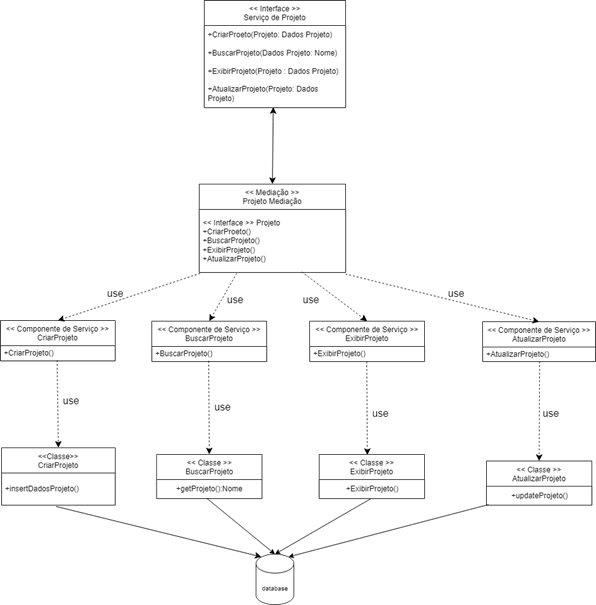 << Interface >>
Serviço de Projeto
+CriarProeto(Projeto: Dados Projeto)
+BuscarProjeto(Dados Projeto: Nome)
+ExibirProjeto(Projeto : Dados Projeto)
+AtualizarProjeto(Projeto: Dados
Projeto)
<< Mediação >>
Projeto Mediação
<< Interface >> Projeto
+CriarProeto()
+BuscarProjeto()
+ExibirProjeto()
+AtualizarProjeto()
use
use
use
use
<< Componente de Serviço >>
CriarProjeto
+CriarProjeto()
<< Componente de Serviço >>
BuscarProjeto
+BuscarProjeto()
<< Componente de Serviço >>
ExibirProjeto
+ExibirProjeto()
<< Componente de Serviço >>
AtualizarProjeto
+AtualizarProjeto()
use
use
use
use
<<Classe>>
CriarProjeto
+insertDadosProjeto()
<< Classe >>
BuscarProjeto
+getProjeto():Nome
<< Classe >>
ExibirProjeto
+ExibirProjeto()
<< Classe >>
AtualizarProjeto
+updateProjeto()
database